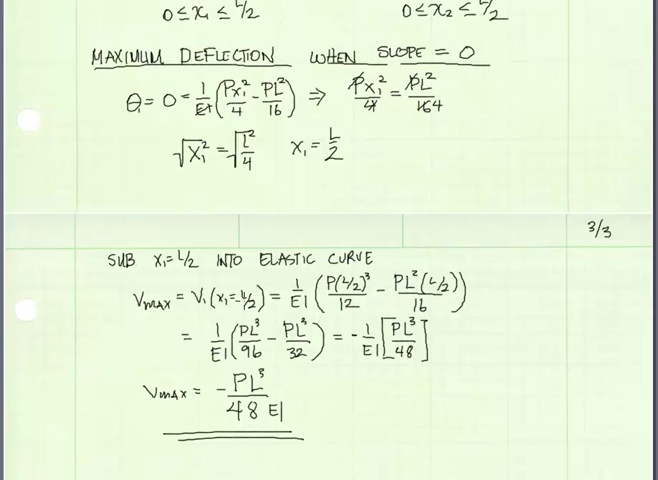 0 ≤ x₁ ≤ L/2    0 ≤ x₂ ≤ L/2
MAXIMUM DEFLECTION WHEN SLOPE = 0
θ₁ = 0 = 1/EI (Px₁²/4 - PL²/16) ⇒ Px₁²/4 = PL²/16 4
√x₁² = √L²/4    x₁ = L/2
3/3
SUB x₁ = L/2 INTO ELASTIC CURVE
VMAX = V₁(x₁ = L/2) = 1/EI (P(L/2)³/12 - PL²(L/2)/16)
= 1/EI (PL³/96 - PL³/32) = - 1/EI [PL³/48]
VMAX = -PL³/48 EI